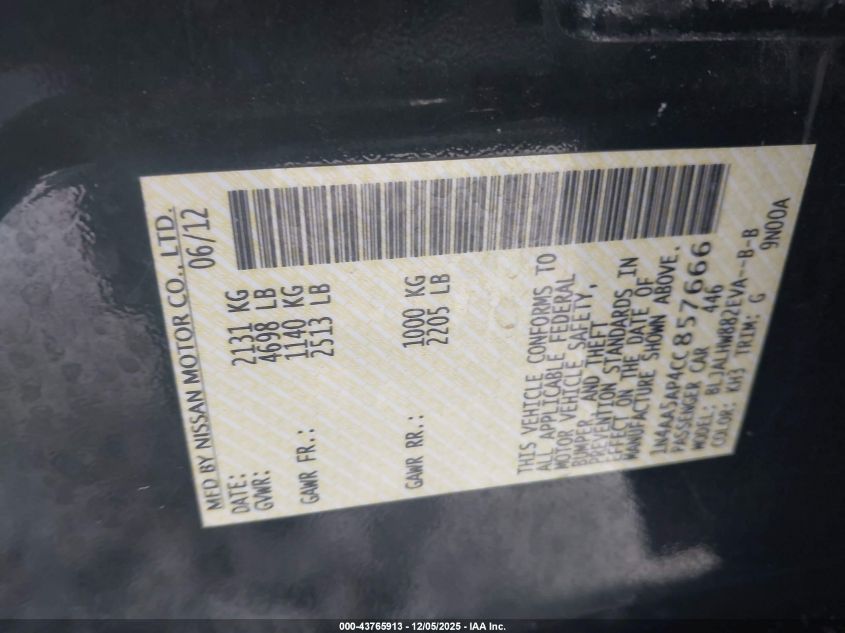 MFD BY NISSAN MOTOR CO., LTD.
DATE: 06/12
GVWR: 2131 KG
4698 LB
GAWR FR.: 1140 KG
2513 LB
GAWR RR.: 1000 KG
2205 LB
THIS VEHICLE CONFORMS TO
ALL APPLICABLE FEDERAL
MOTOR VEHICLE SAFETY,
BUMPER, AND THEFT
PREVENTION STANDARDS IN
EFFECT ON THE DATE OF
MANUFACTURE SHOWN ABOVE.
1N4AA5AP4CC857666
PASSENGER CAR 446
MODEL: BLJALHW882EVA--B-B
COLOR: KH3 TRIM: G 9N00A
000-43765913 - 12/05/2025 - IAA Inc.